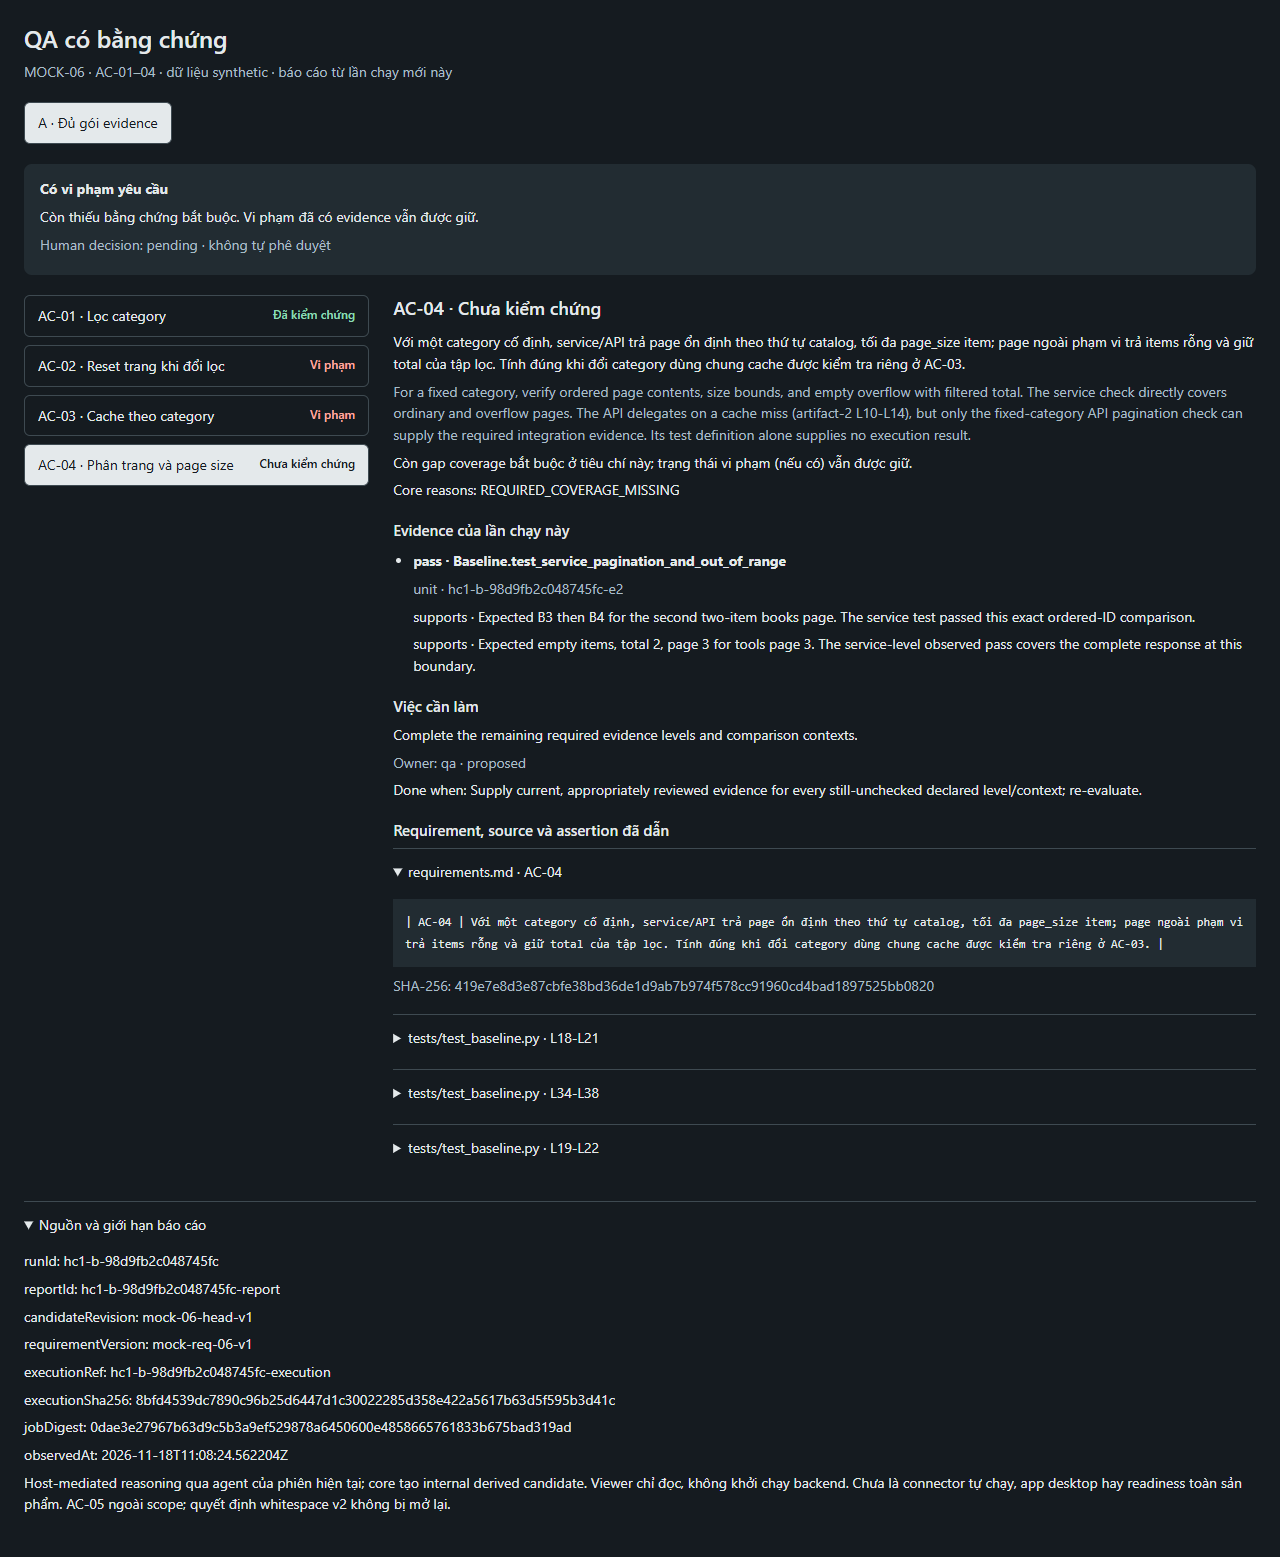 QA có bằng chứng
MOCK-06 · AC-01–04 · dữ liệu synthetic · báo cáo từ lần chạy mới này
A · Đủ gói evidence
Có vi phạm yêu cầu
Còn thiếu bằng chứng bắt buộc. Vi phạm đã có evidence vẫn được giữ.
Human decision: pending · không tự phê duyệt
AC-01 · Lọc category Đã kiểm chứng
AC-02 · Reset trang khi đổi lọc Vi phạm
AC-03 · Cache theo category Vi phạm
AC-04 · Phân trang và page size Chưa kiểm chứng
AC-04 · Chưa kiểm chứng
Với một category cố định, service/API trả page ổn định theo thứ tự catalog, tối đa page_size item; page ngoài phạm vi trả items rỗng và giữ
total của tập lọc. Tính đúng khi đổi category dùng chung cache được kiểm tra riêng ở AC-03.
For a fixed category, verify ordered page contents, size bounds, and empty overflow with filtered total. The service check directly covers
ordinary and overflow pages. The API delegates on a cache miss (artifact-2 L10-L14), but only the fixed-category API pagination check can
supply the required integration evidence. Its test definition alone supplies no execution result.
Còn gap coverage bắt buộc ở tiêu chí này; trạng thái vi phạm (nếu có) vẫn được giữ.
Core reasons: REQUIRED_COVERAGE_MISSING
Evidence của lần chạy này
• pass · Baseline.test_service_pagination_and_out_of_range
unit · hc1-b-98d9fb2c048745fc-e2
supports · Expected B3 then B4 for the second two-item books page. The service test passed this exact ordered-ID comparison.
supports · Expected empty items, total 2, page 3 for tools page 3. The service-level observed pass covers the complete response at this
boundary.
Việc cần làm
Complete the remaining required evidence levels and comparison contexts.
Owner: qa · proposed
Done when: Supply current, appropriately reviewed evidence for every still-unchecked declared level/context; re-evaluate.
Requirement, source và assertion đã dẫn
▼ requirements.md · AC-04
| AC-04 | Với một category cố định, service/API trả page ổn định theo thứ tự catalog, tối đa page_size item; page ngoài phạm vi
trả items rỗng và giữ total của tập lọc. Tính đúng khi đổi category dùng chung cache được kiểm tra riêng ở AC-03. |
SHA-256: 419e7e8d3e87cbfe38bd36de1d9ab7b974f578cc91960cd4bad1897525bb0820
▶ tests/test_baseline.py · L18-L21
▶ tests/test_baseline.py · L34-L38
▶ tests/test_baseline.py · L19-L22
▼ Nguồn và giới hạn báo cáo
runId: hc1-b-98d9fb2c048745fc
reportId: hc1-b-98d9fb2c048745fc-report
candidateRevision: mock-06-head-v1
requirementVersion: mock-req-06-v1
executionRef: hc1-b-98d9fb2c048745fc-execution
executionSha256: 8bfd4539dc7890c96b25d6447d1c30022285d358e422a5617b63d5f595b3d41c
jobDigest: 0dae3e27967b63d9c5b3a9ef529878a6450600e4858665761833b675bad319ad
observedAt: 2026-11-18T11:08:24.562204Z
Host-mediated reasoning qua agent của phiên hiện tại; core tạo internal derived candidate. Viewer chỉ đọc, không khởi chạy backend. Chưa là connector tự chạy, app desktop hay readiness toàn sản
phẩm. AC-05 ngoài scope; quyết định whitespace v2 không bị mở lại.